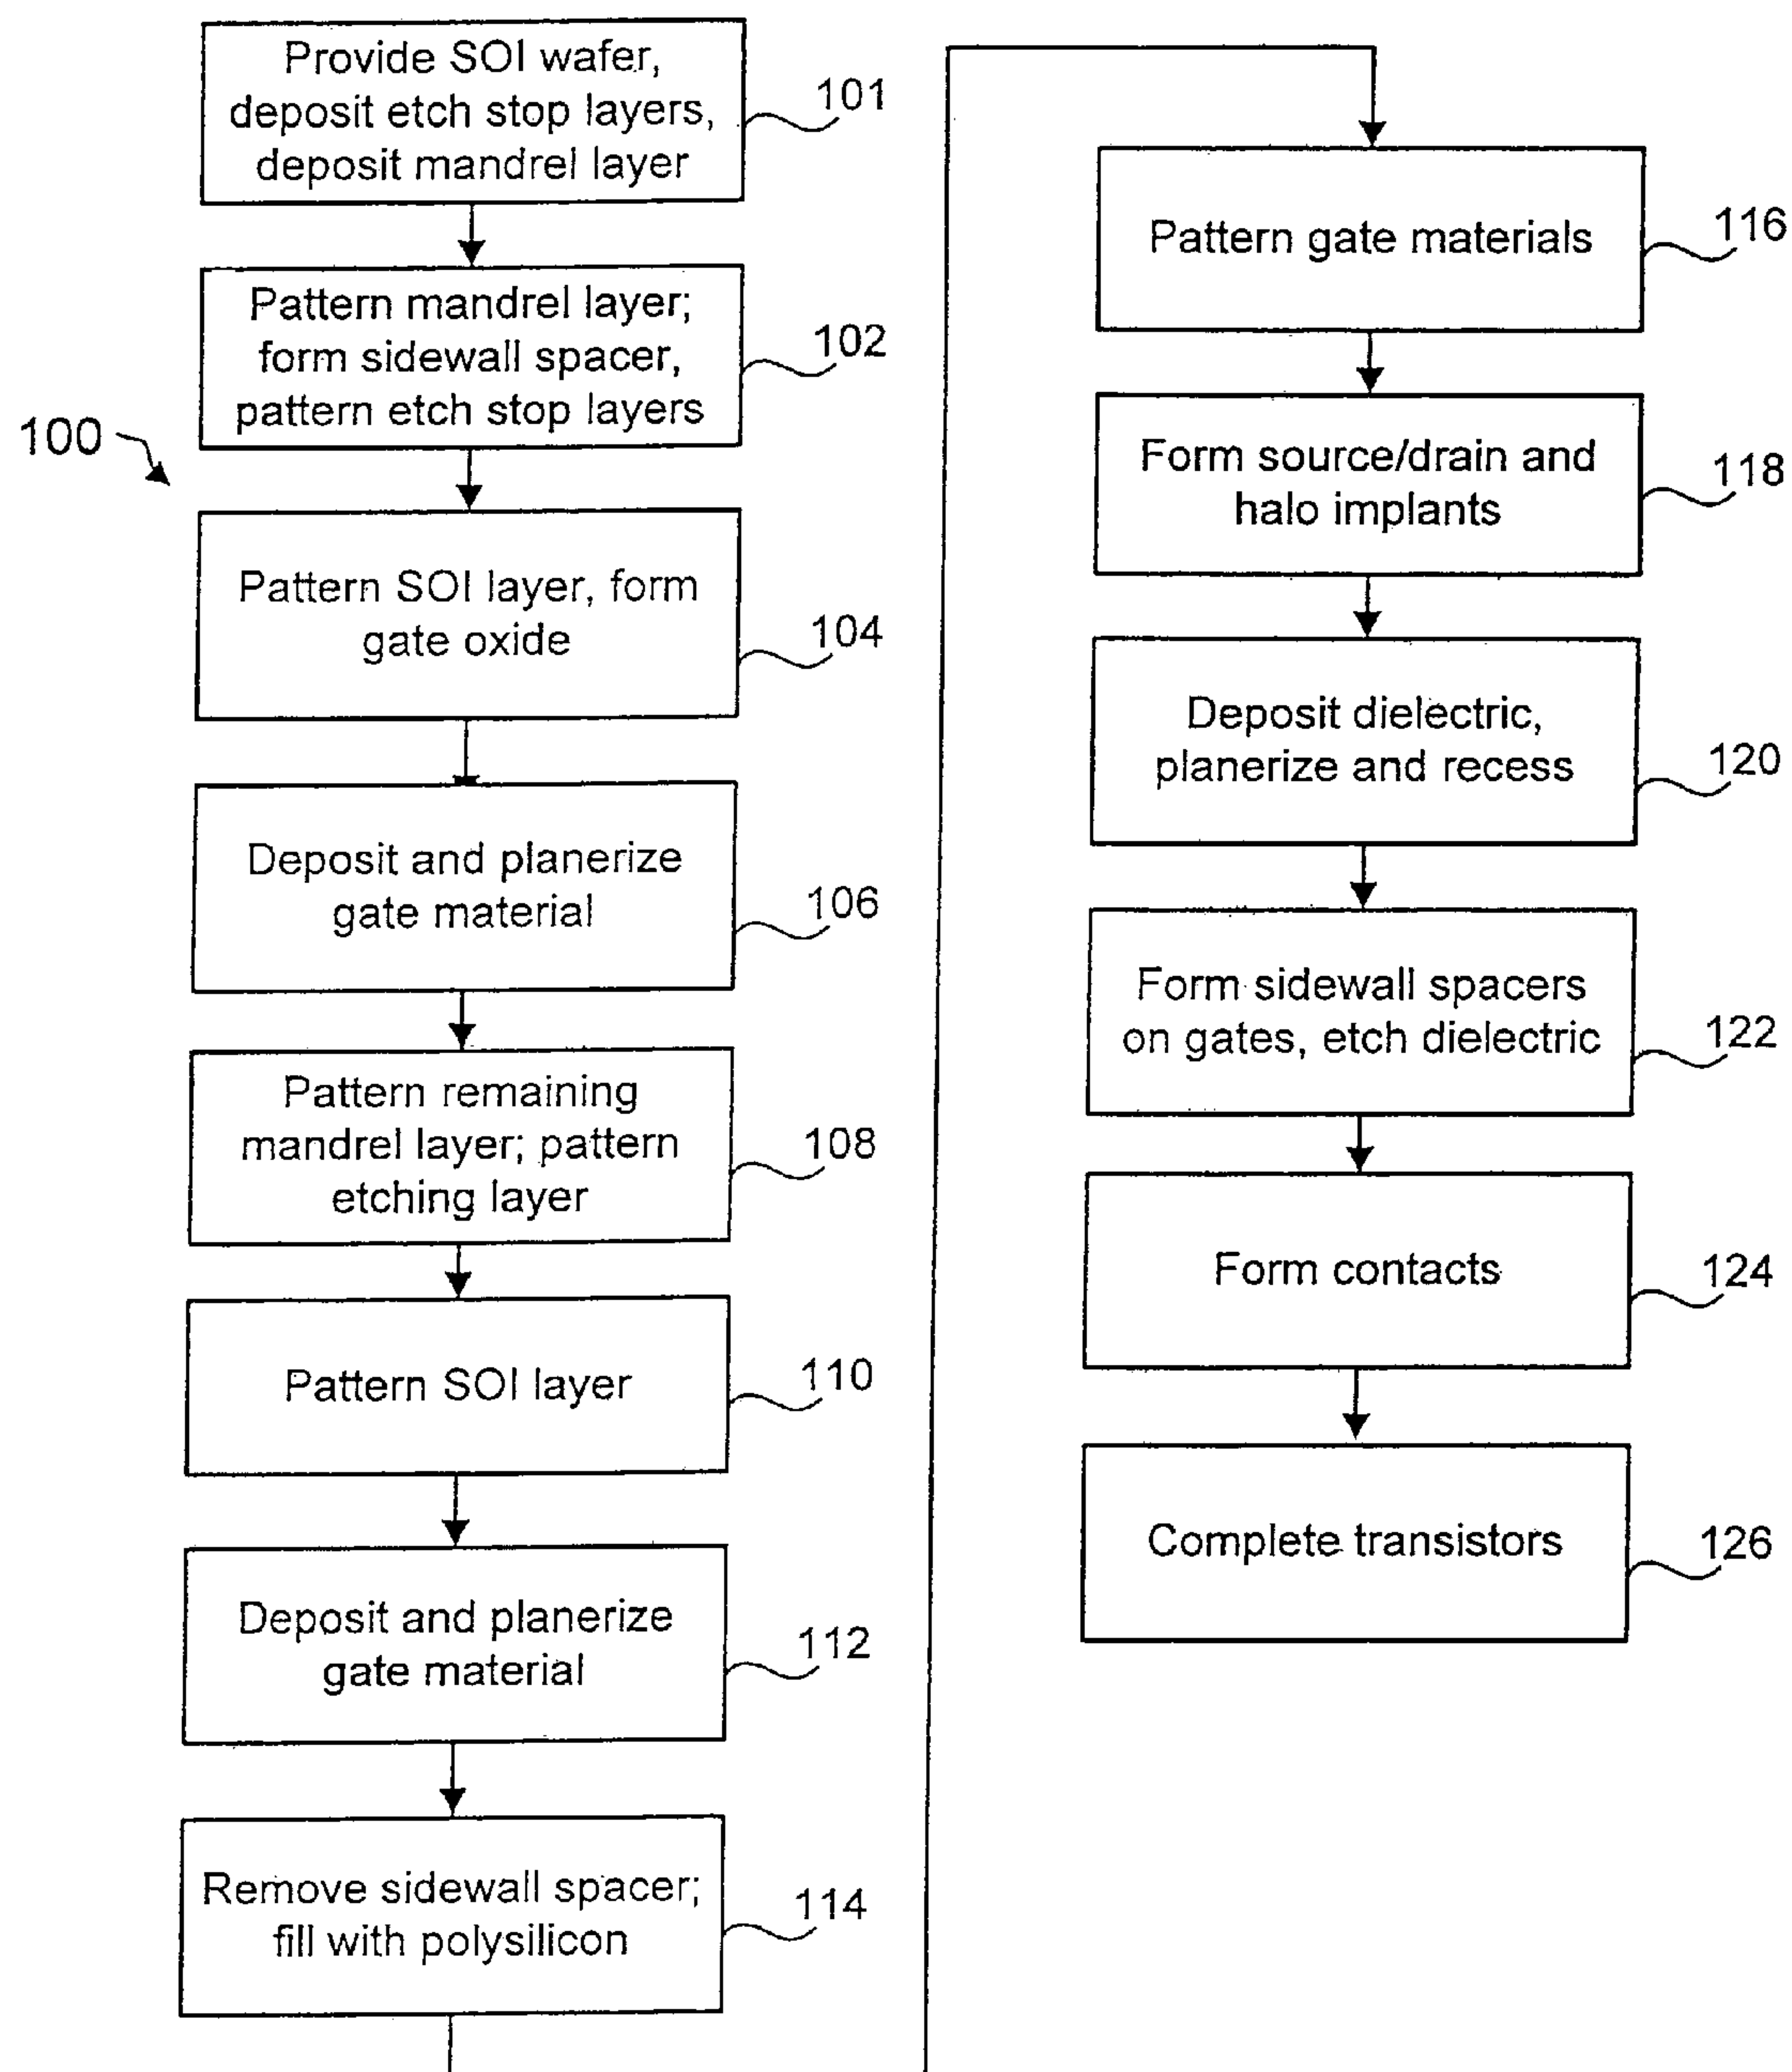 Provide SOI wafer,
deposit etch stop layers,
deposit mandrel layer
101
Pattern mandrel layer;
form sidewall spacer,
pattern etch stop layers
102
100
Pattern SOI layer, form
gate oxide
104
Deposit and planerize
gate material
106
Pattern remaining
mandrel layer; pattern
etching layer
108
Pattern SOI layer
110
Deposit and planerize
gate material
112
Remove sidewall spacer;
fill with polysilicon
114
Pattern gate materials
116
Form source/drain and
halo implants
118
Deposit dielectric,
planerize and recess
120
Form sidewall spacers
on gates, etch dielectric
122
Form contacts
124
Complete transistors
126